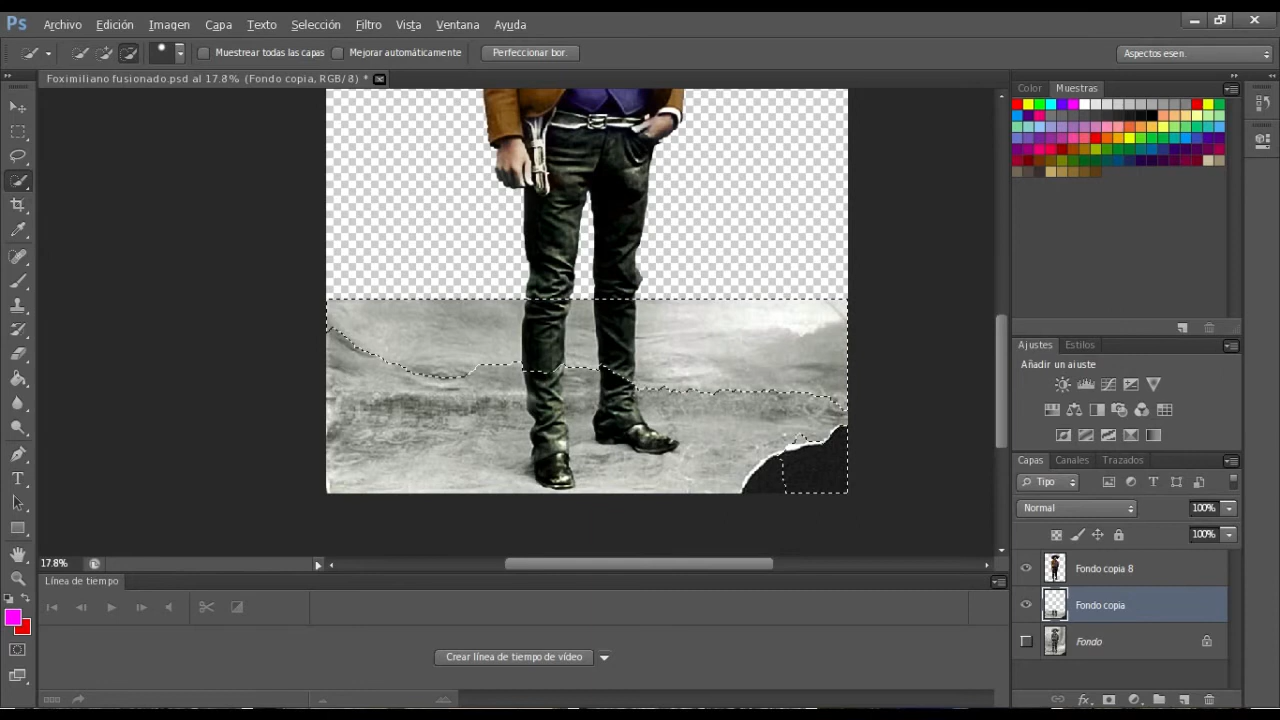 Ps Archivo Edición Imagen Capa Texto Selección Filtro Vista Ventana Ayuda
Muestrear todas las capas Mejorar automáticamente Perfeccionar bor. Aspectos esen.
Foximiliano fusionado.psd al 17.8% (Fondo copia, RGB/8) *
Color Muestras
Ajustes Estilos
Añadir un ajuste
Capas Canales Trazados
Tipo
Normal 100%
100%
17.8%
Fondo copia 8
Línea de tiempo
Fondo copia
Fondo
Crear línea de tiempo de vídeo
fx